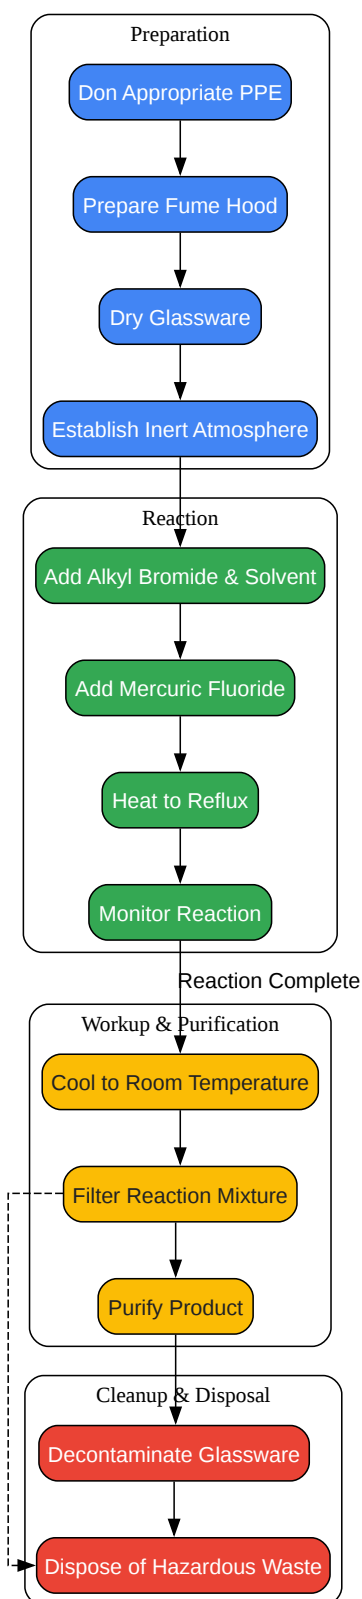 Preparation
Don Appropriate PPE
Prepare Fume Hood
Dry Glassware
Establish Inert Atmosphere
Reaction
Add Alkyl Bromide & Solvent
Add Mercuric Fluoride
Heat to Reflux
Monitor Reaction
Reaction Complete
Workup & Purification
Cool to Room Temperature
Filter Reaction Mixture
Purify Product
Cleanup & Disposal
Decontaminate Glassware
Dispose of Hazardous Waste